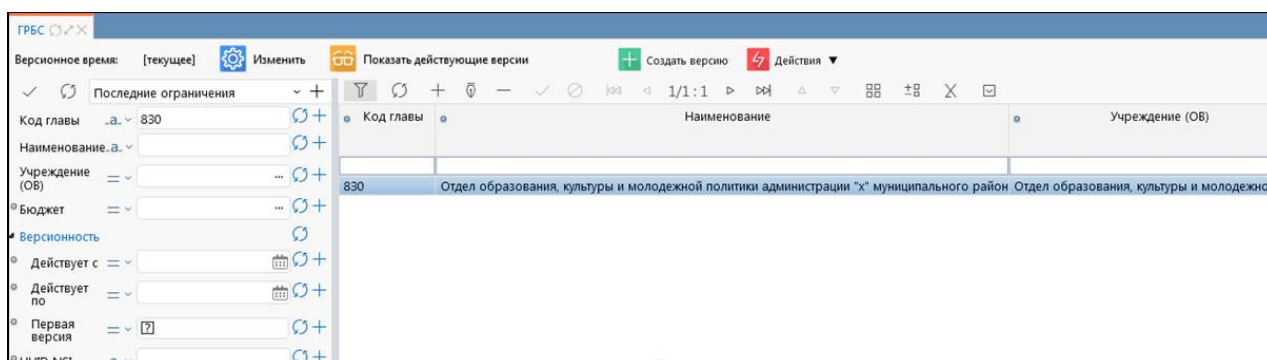 ГРБС
Версионное время: [текущее] Изменить Показать действующие версии Создать версию Действия
Последние ограничения 1/1 : 1
Код главы .a. 830 Код главы Наименование Учреждение (ОВ)
Наименование .a.
Учреждение (ОВ) =
830 Отдел образования, культуры и молодежной политики администрации "х" муниципального район Отдел образования, культуры и молодежно
Бюджет =
Версионность
Действует с =
Действует по =
Первая версия = ?